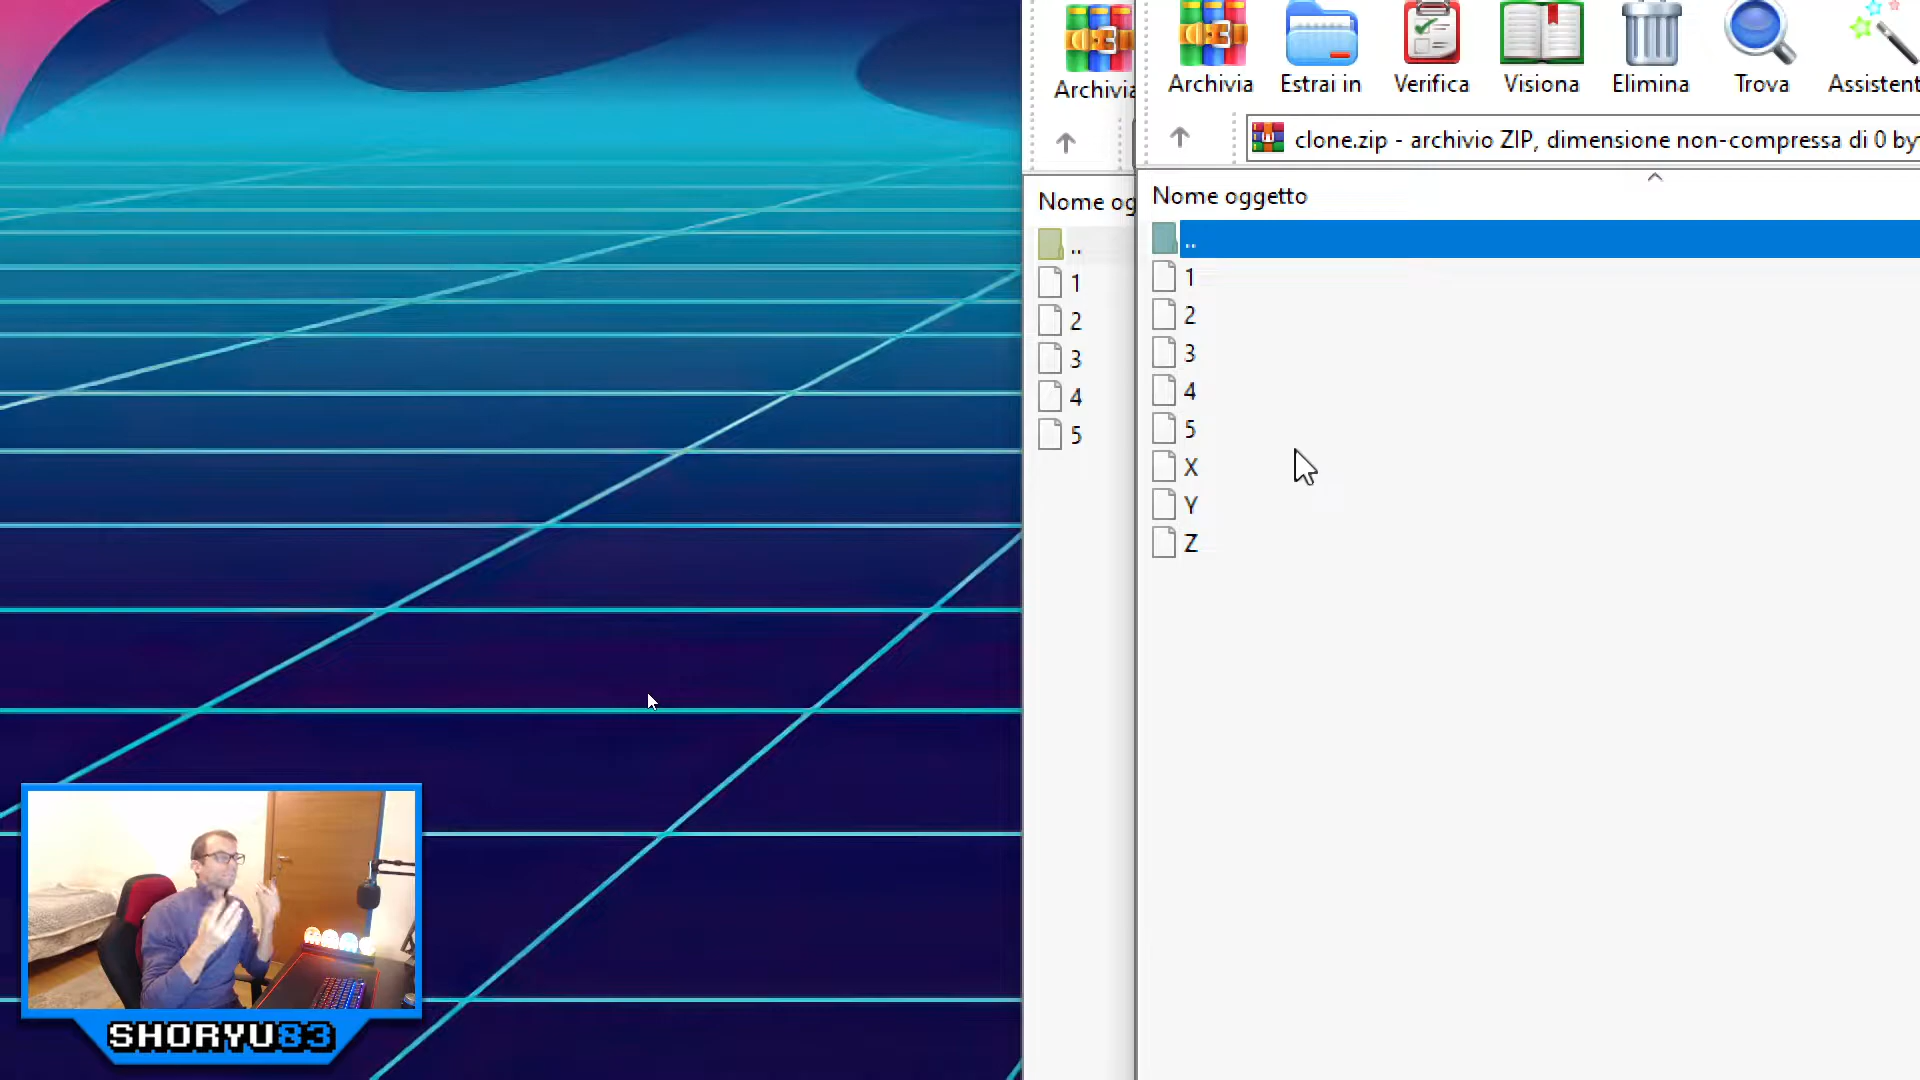 Archivia
Archivia
Estrai in
Verifica
Visiona
Elimina
Trova
Assistent
clone.zip - archivio ZIP, dimensione non-compressa di 0 by
Nome og
..
1
2
3
4
5
Nome oggetto
..
1
2
3
4
5
X
Y
Z
SHORYU83